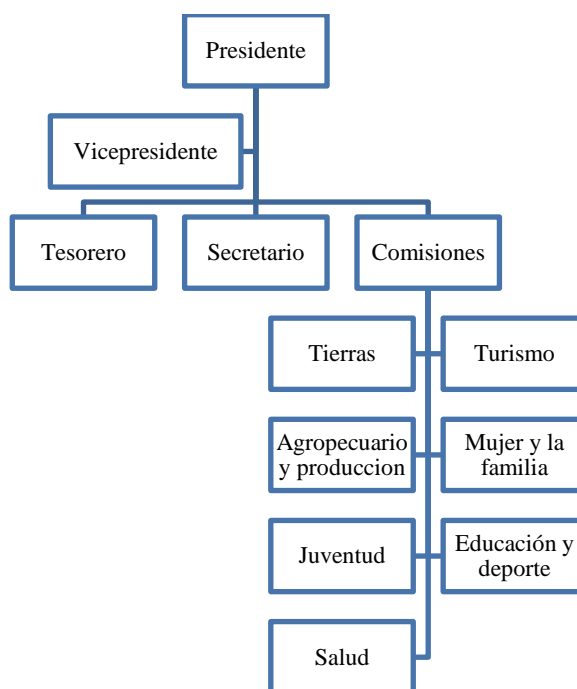 Presidente
Vicepresidente
Tesorero
Secretario
Comisiones
Tierras
Turismo
Agropecuario
y produccion
Mujer y la
familia
Juventud
Educación y
deporte
Salud